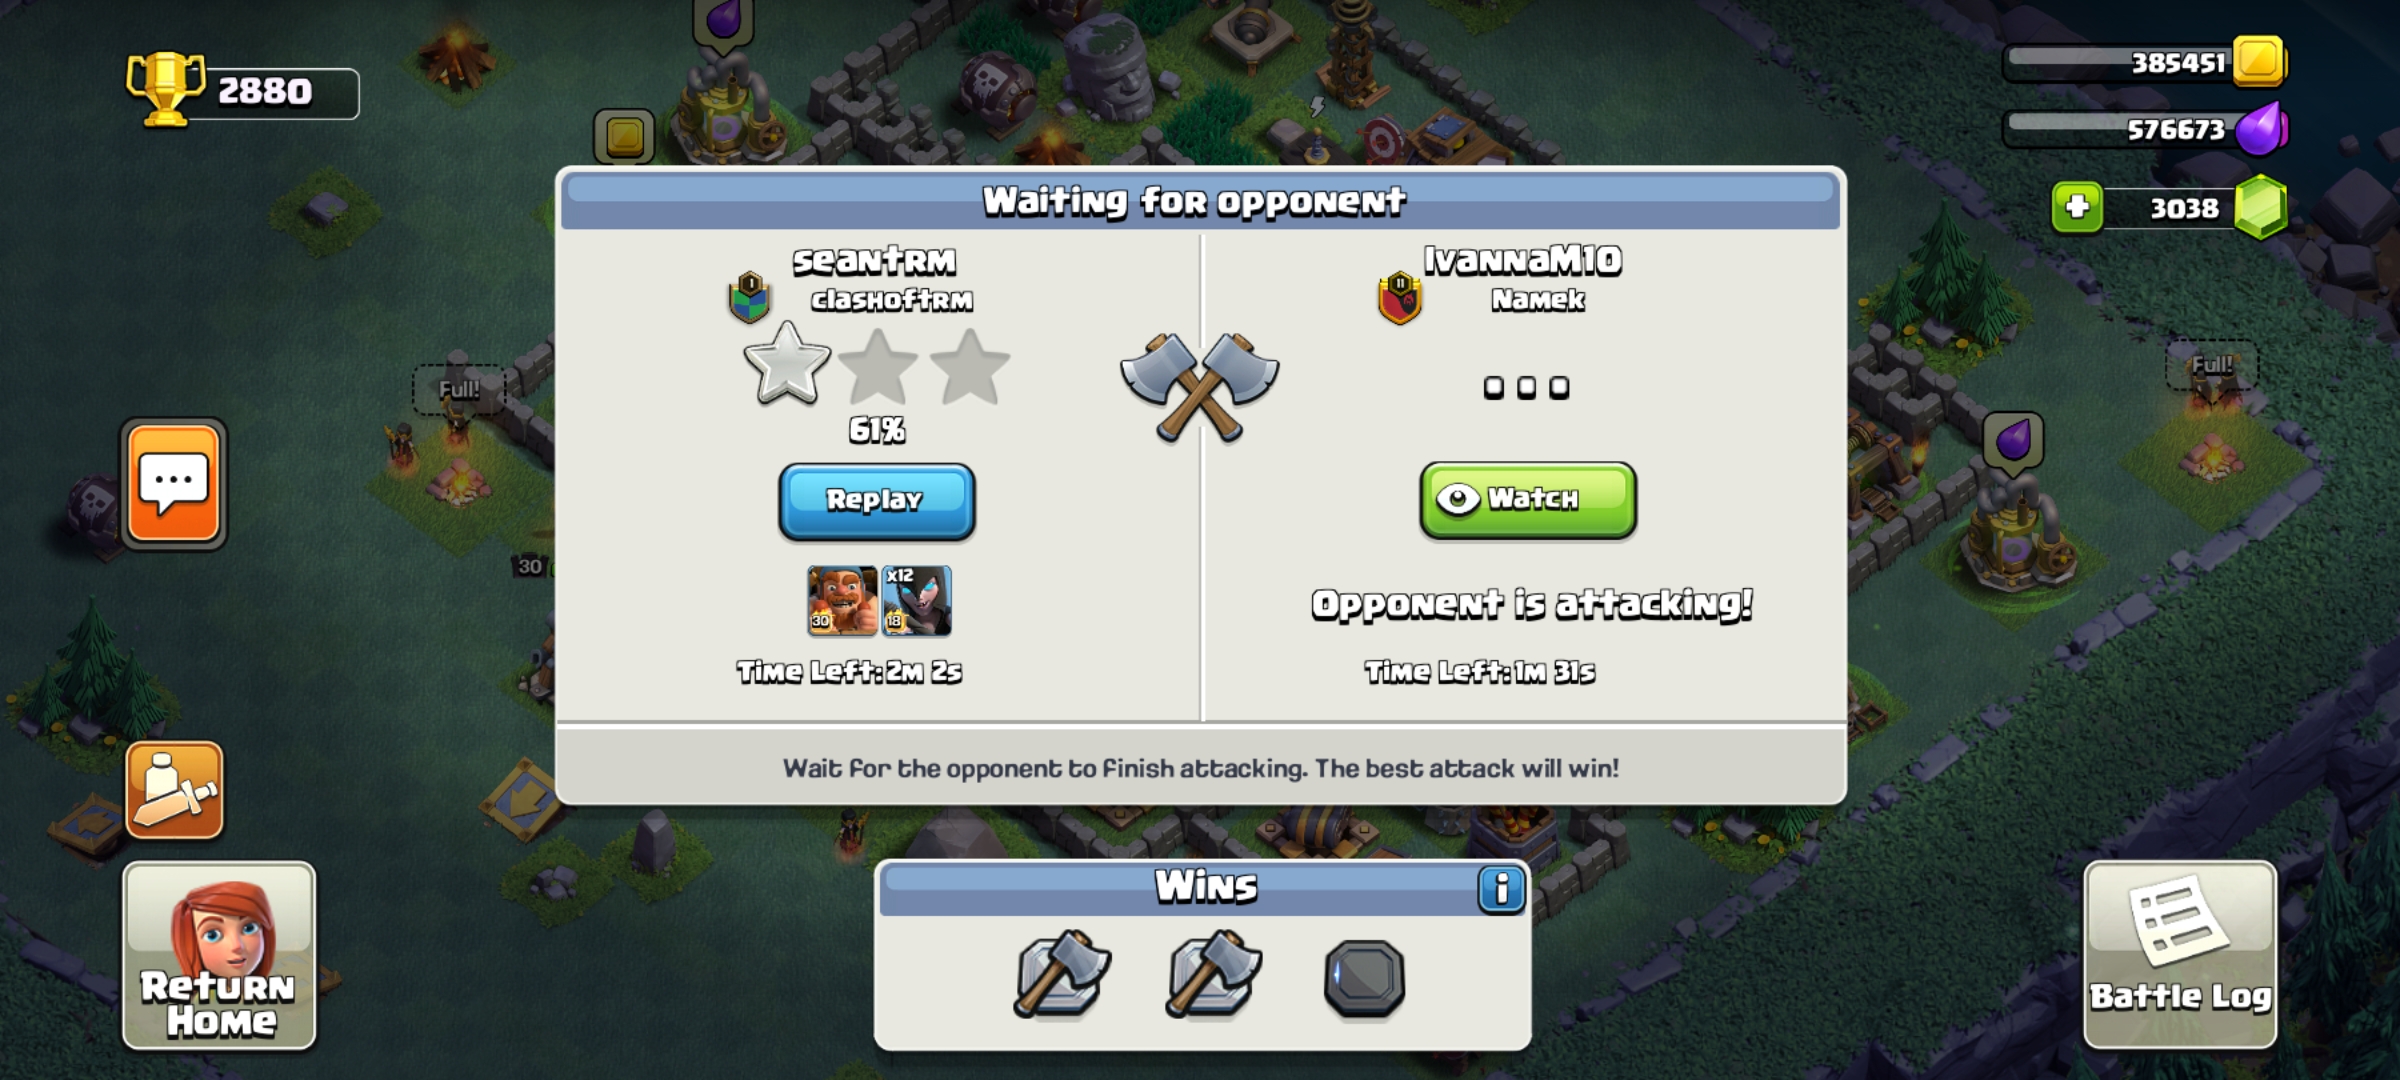 2880
385451
576673
3038
Waiting for opponent
seantrm
clashoftrm
IvannaM10
Namek
I
II
61%
Replay
Watch
Full!
Full!
30
x12
30
18
Opponent is attacking!
Time Left: 2m 2s
Time Left: 1m 31s
Wait for the opponent to finish attacking. The best attack will win!
Wins
i
Return
Home
Battle Log